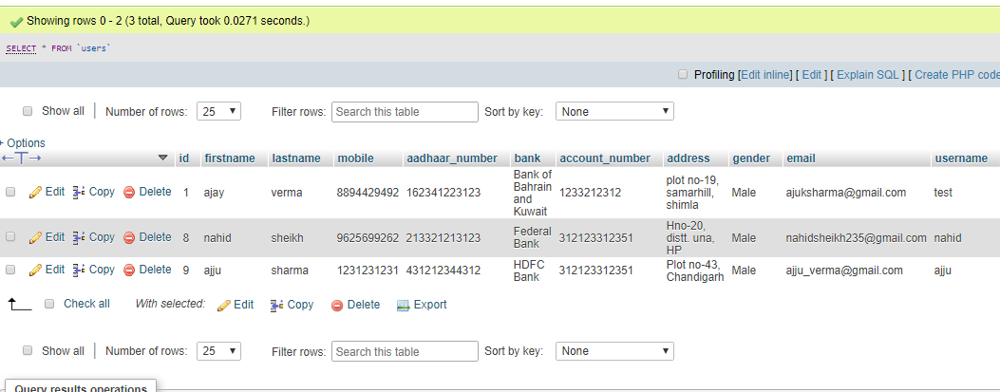 Showing rows 0 - 2 (3 total, Query took 0.0271 seconds.)
SELECT * FROM `users`
Profiling [Edit inline] [ Edit ] [ Explain SQL ] [ Create PHP code
Show all | Number of rows: 25 Filter rows: Search this table Sort by key: None
+ Options
←T→ id firstname lastname mobile aadhaar_number bank account_number address gender email username
Edit Copy Delete 1 ajay verma 8894429492 162341223123 Bank of Bahrain and Kuwait 1233212312 plot no-19, samarhill, shimla Male ajuksharma@gmail.com test
Edit Copy Delete 8 nahid sheikh 9625699262 213321213123 Federal Bank 312123312351 Hno-20, distt. una, HP Male nahidsheikh235@gmail.com nahid
Edit Copy Delete 9 ajju sharma 1231231231 431212344312 HDFC Bank 312123312351 Plot no-43, Chandigarh Male ajju_verma@gmail.com ajju
Check all With selected: Edit Copy Delete Export
Show all | Number of rows: 25 Filter rows: Search this table Sort by key: None
Query results operations